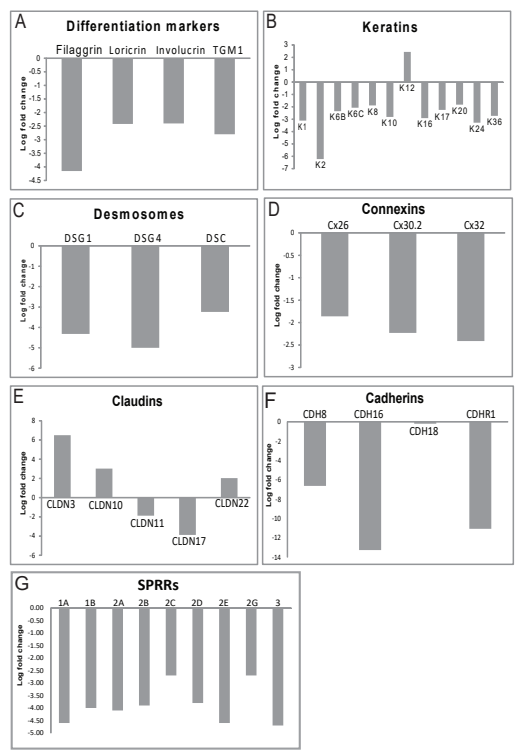 A
Differentiation markers
Filaggrin Loricrin Involucrin TGM1
0
-0.5
-1
-1.5
-2
-2.5
-3
-3.5
-4
-4.5
Log fold change
B
Keratins
3
2
1
0
-1
-2
-3
-4
-5
-6
-7
Log fold change
K1 K2 K6B K6C K8 K10 K12 K16 K17 K20 K24 K36
C
Desmosomes
DSG1 DSG4 DSC
0
-1
-2
-3
-4
-5
-6
Log fold change
D
Connexins
Cx26 Cx30.2 Cx32
0
-0.5
-1
-1.5
-2
-2.5
-3
Log fold change
E
Claudins
8
6
4
2
0
-2
-4
-6
Log fold change
CLDN3 CLDN10 CLDN11 CLDN17 CLDN22
F
Cadherins
CDH8 CDH16 CDH18 CDHR1
0
-2
-4
-6
-8
-10
-12
-14
Log fold change
G
SPRRs
1A 1B 2A 2B 2C 2D 2E 2G 3
0.00
-0.50
-1.00
-1.50
-2.00
-2.50
-3.00
-3.50
-4.00
-4.50
-5.00
Log fold change